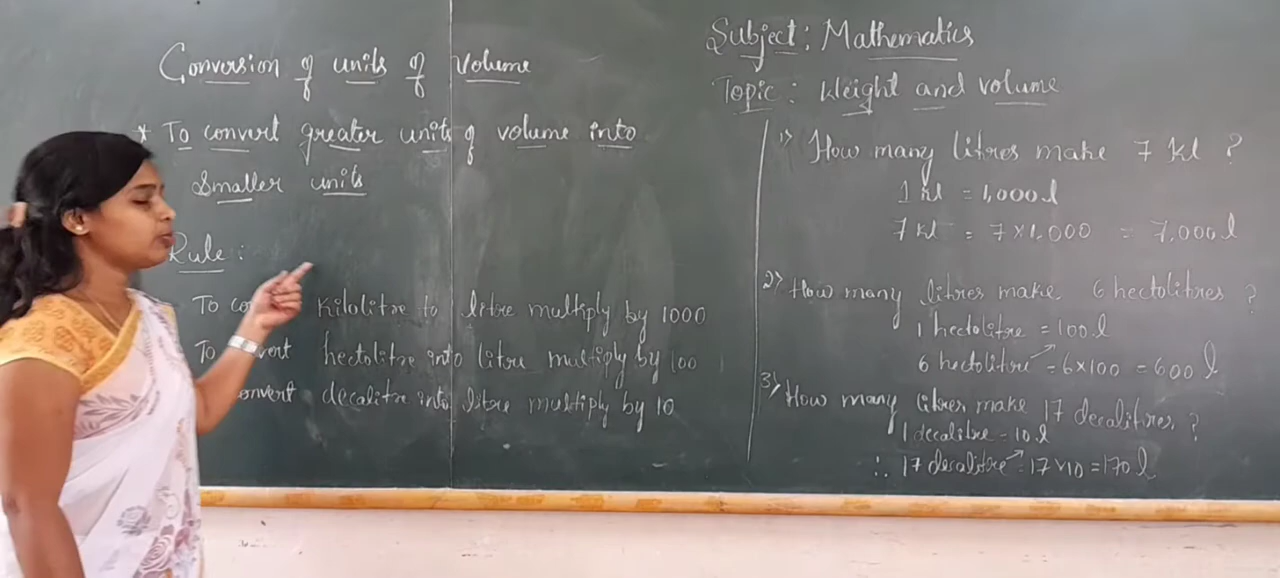 Conversion of units of Volume
* To convert greater units of volume into
Smaller units
Rule:
To Kilolitre to litre multiply by 1000
To hectolitre into litre multiply by 100
decalitre into litre multiply by 10
Subject: Mathematics
Topic: Weight and volume
1) How many litres make 7 kl ?
1 kl = 1,000 l
7 kl = 7 × 1,000 = 7,000 l
2) How many litres make 6 hectolitres ?
1 hectolitre = 100 l
6 hectolitre = 6 × 100 = 600 l
3) How many litres make 17 decalitres ?
1 decalitre = 10 l
∴ 17 decalitre = 17 × 10 = 170 l